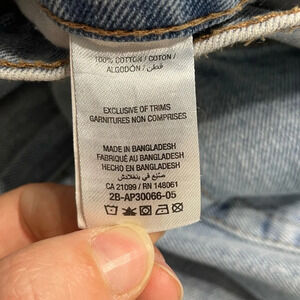 100% COTTON / COTON /
ALGODÓN / قطن
EXCLUSIVE OF TRIMS
GARNITURES NON COMPRISES
MADE IN BANGLADESH
FABRIQUÉ AU BANGLADESH
HECHO EN BANGLADESH
صنع في بنغلادش
CA 21099 / RN 148061
2B-AP30066-05